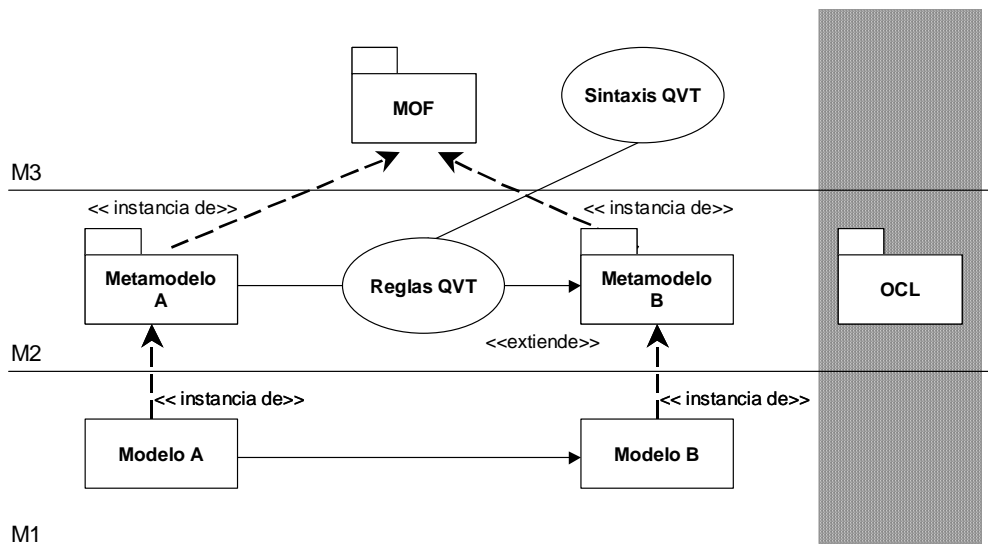 MOF
Sintaxis QVT
M3
<< instancia de>>
<< instancia de>>
Metamodelo
A
Reglas QVT
Metamodelo
B
OCL
<<extiende>>
M2
<< instancia de>>
<< instancia de>>
Modelo A
Modelo B
M1